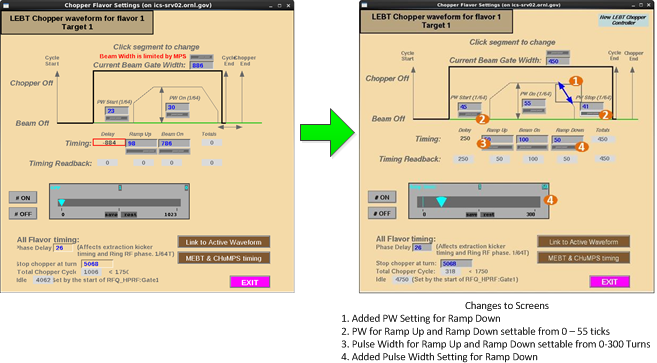 Chopper Flavor Settings (on ics-srv02.ornl.gov)
LEBT Chopper waveform for flavor 1
Target 1
Click segment to change
Beam Width is limited by MPS
Current Beam Gate Width: 886
Cycle Start
Cycle End
Chopper End
Chopper Off
PW Start (1/64)
23
PW On (1/64)
30
Beam Off
Delay Ramp Up Beam On Totals
Timing: -884 98 786 0
Timing Readback: 0 0 0 0
0 1023
# ON
# OFF
All Flavor timing:
Phase Delay 26 (Affects extraction kicker timing and Ring RF phase. 1/64T)
Stop chopper at turn: 5068
Total Chopper Cycle: 1006 < 1750
Idle 4062 Set by the start of RFQ_HPRF:Gate1
Link to Active Waveform
MEBT & CHuMPS timing
EXIT
Chopper Flavor Settings (on ics-srv02.ornl.gov)
LEBT Chopper waveform for flavor 1
Target 1
New LEBT Chopper Controller
Click segment to change
Current Beam Gate Width: 450
Cycle Start
Cycle End
Chopper End
Chopper Off
1
PW Start (1/64)
45
PW On (1/64)
55
PW Stop (1/64)
41
2
2
Beam Off
Delay Ramp Up Beam On Ramp Down Totals
Timing: 250 50 100 50 450
3
4
Timing Readback: 250 50 100 50 450
4
0 300
# ON
# OFF
All Flavor timing:
Phase Delay 26 (Affects extraction kicker timing and Ring RF phase. 1/64T)
Stop chopper at turn: 5068
Total Chopper Cycle: 318 < 1750
Idle 4750 (Set by the start of RFQ_HPRF:Gate1
Link to Active Waveform
MEBT & CHuMPS timing
EXIT
Changes to Screens
1. Added PW Setting for Ramp Down
2. PW for Ramp Up and Ramp Down settable from 0 – 55 ticks
3. Pulse Width for Ramp Up and Ramp Down settable from 0-300 Turns
4. Added Pulse Width Setting for Ramp Down